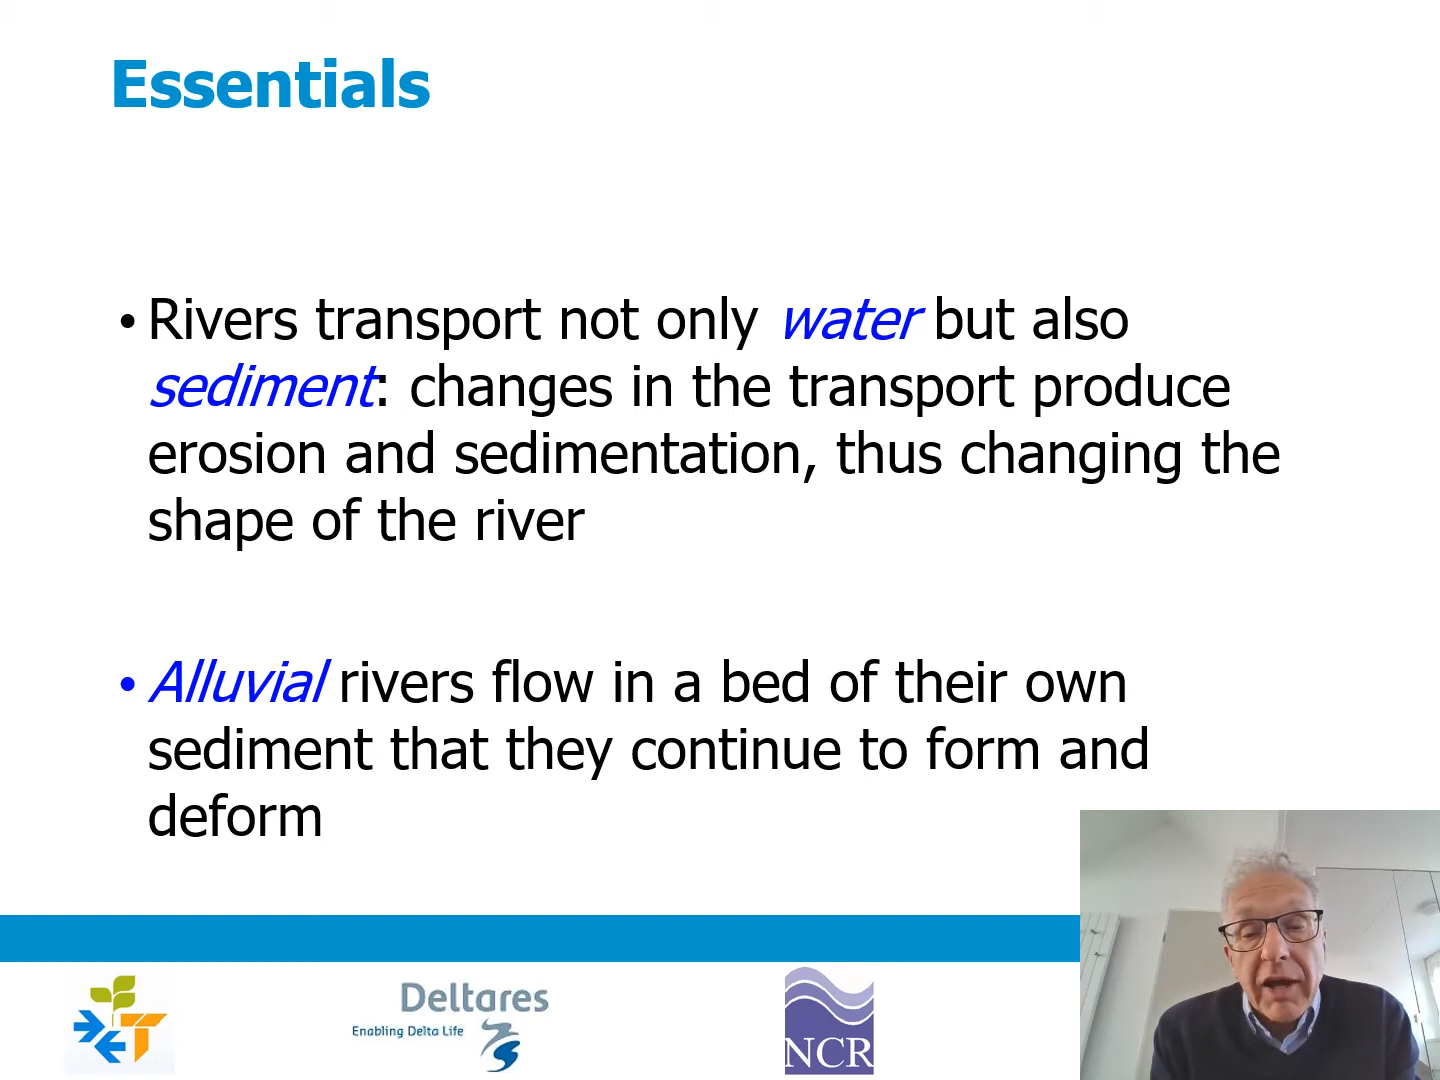 Essentials
• Rivers transport not only water but also
sediment: changes in the transport produce
erosion and sedimentation, thus changing the
shape of the river
• Alluvial rivers flow in a bed of their own
sediment that they continue to form and
deform
Deltares
Enabling Delta Life
NCR